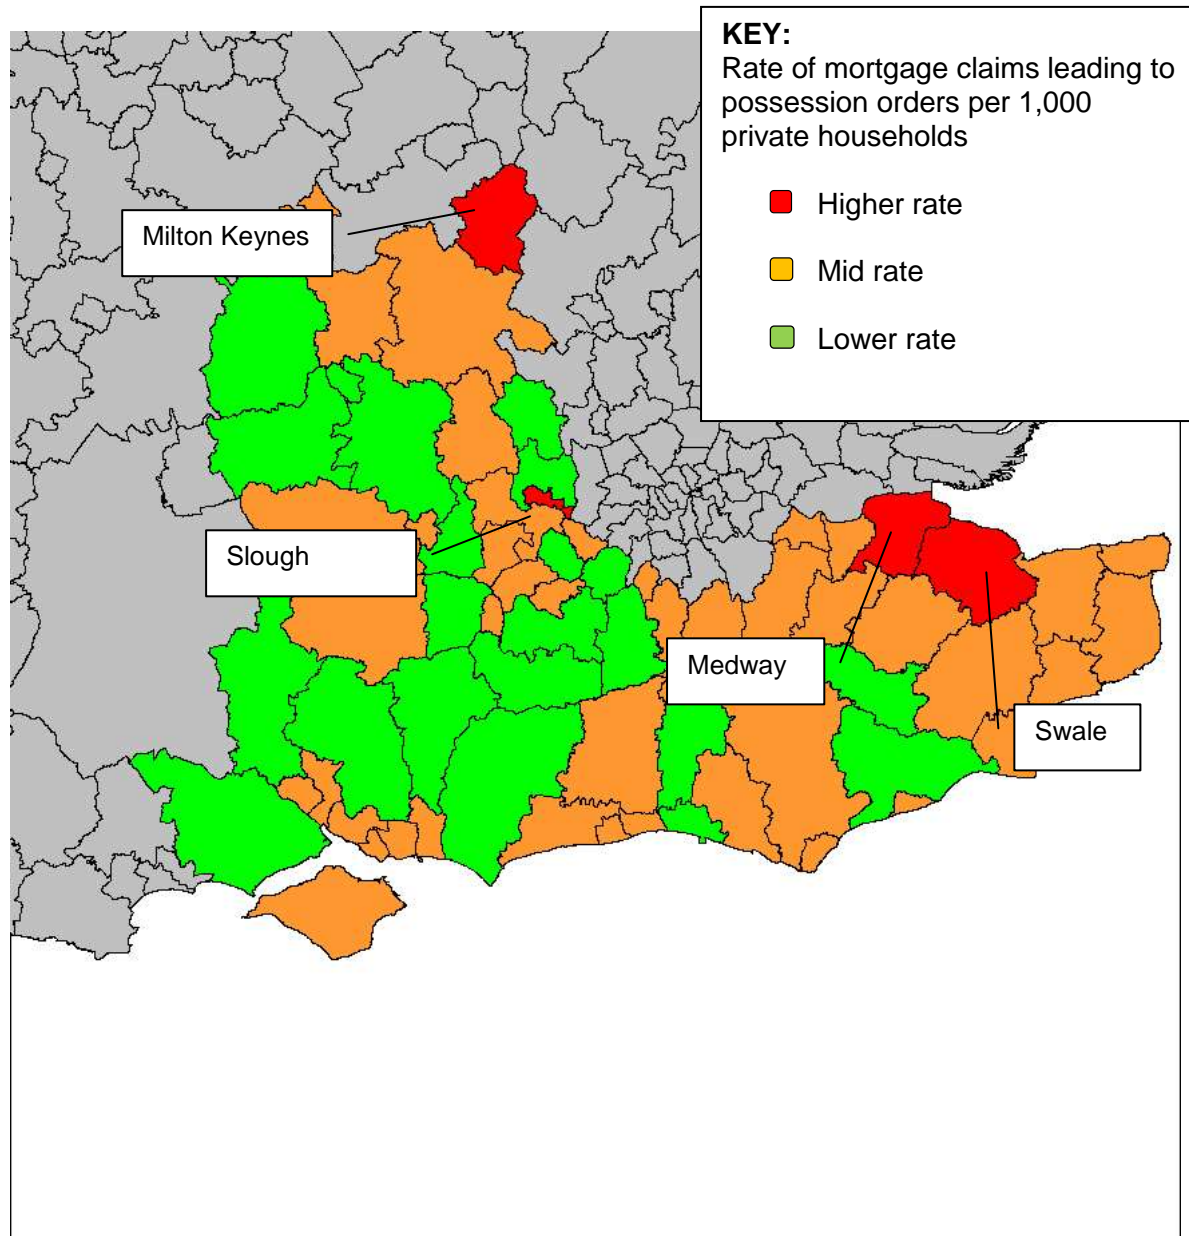 KEY:
Rate of mortgage claims leading to
possession orders per 1,000
private households
Higher rate
Mid rate
Lower rate
Milton Keynes
Slough
Medway
Swale